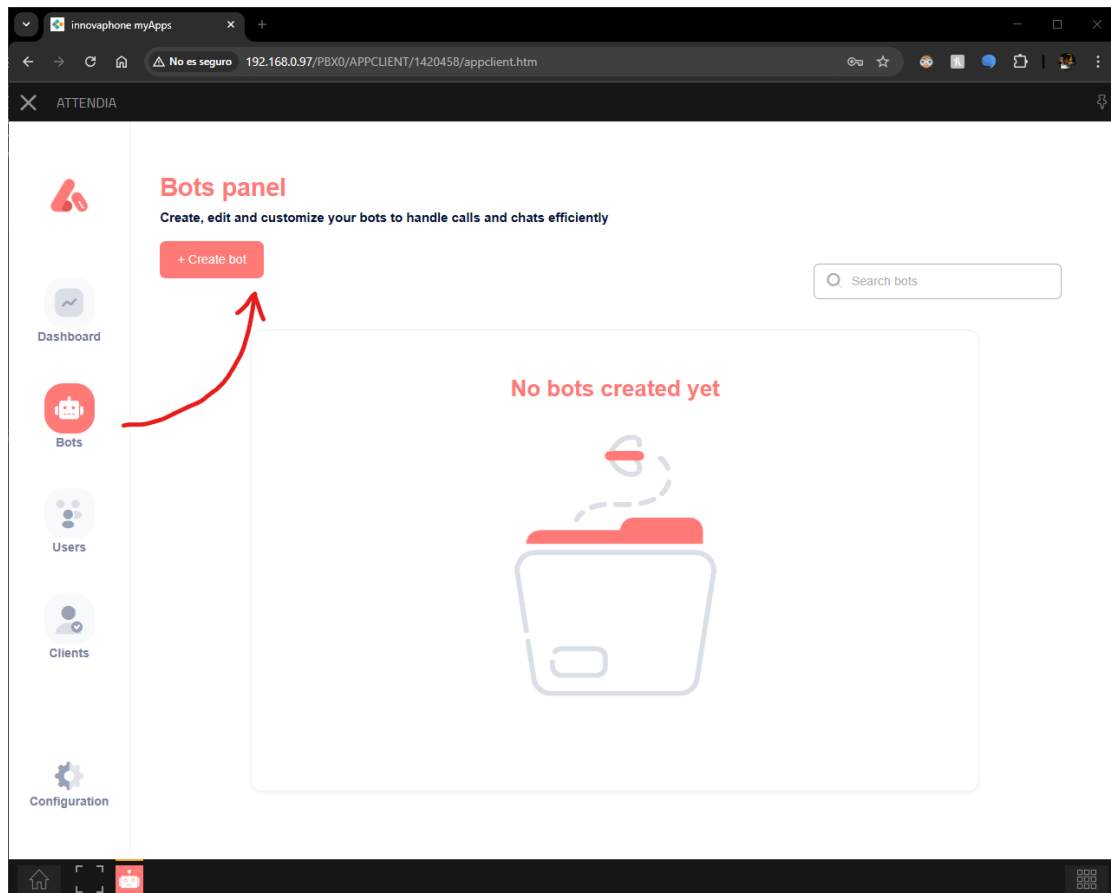 innovaphone myApps
No es seguro 192.168.0.97/PBX0/APPCLIENT/1420458/appclient.htm
ATTENDIA
Bots panel
Create, edit and customize your bots to handle calls and chats efficiently
+ Create bot
Search bots
Dashboard
No bots created yet
Bots
Users
Clients
Configuration